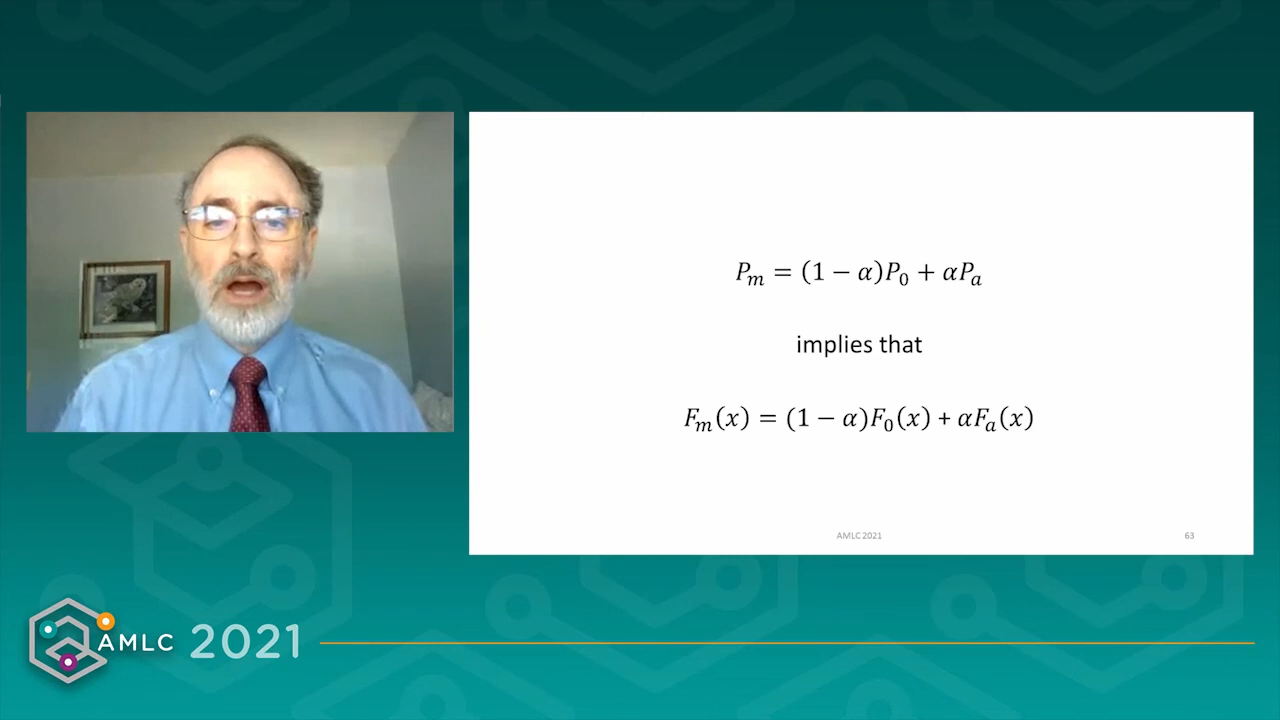 P_m = (1 − α)P_0 + αP_a
implies that
F_m(x) = (1 − α)F_0(x) + αF_a(x)
AMLC 2021
63
AMLC 2021